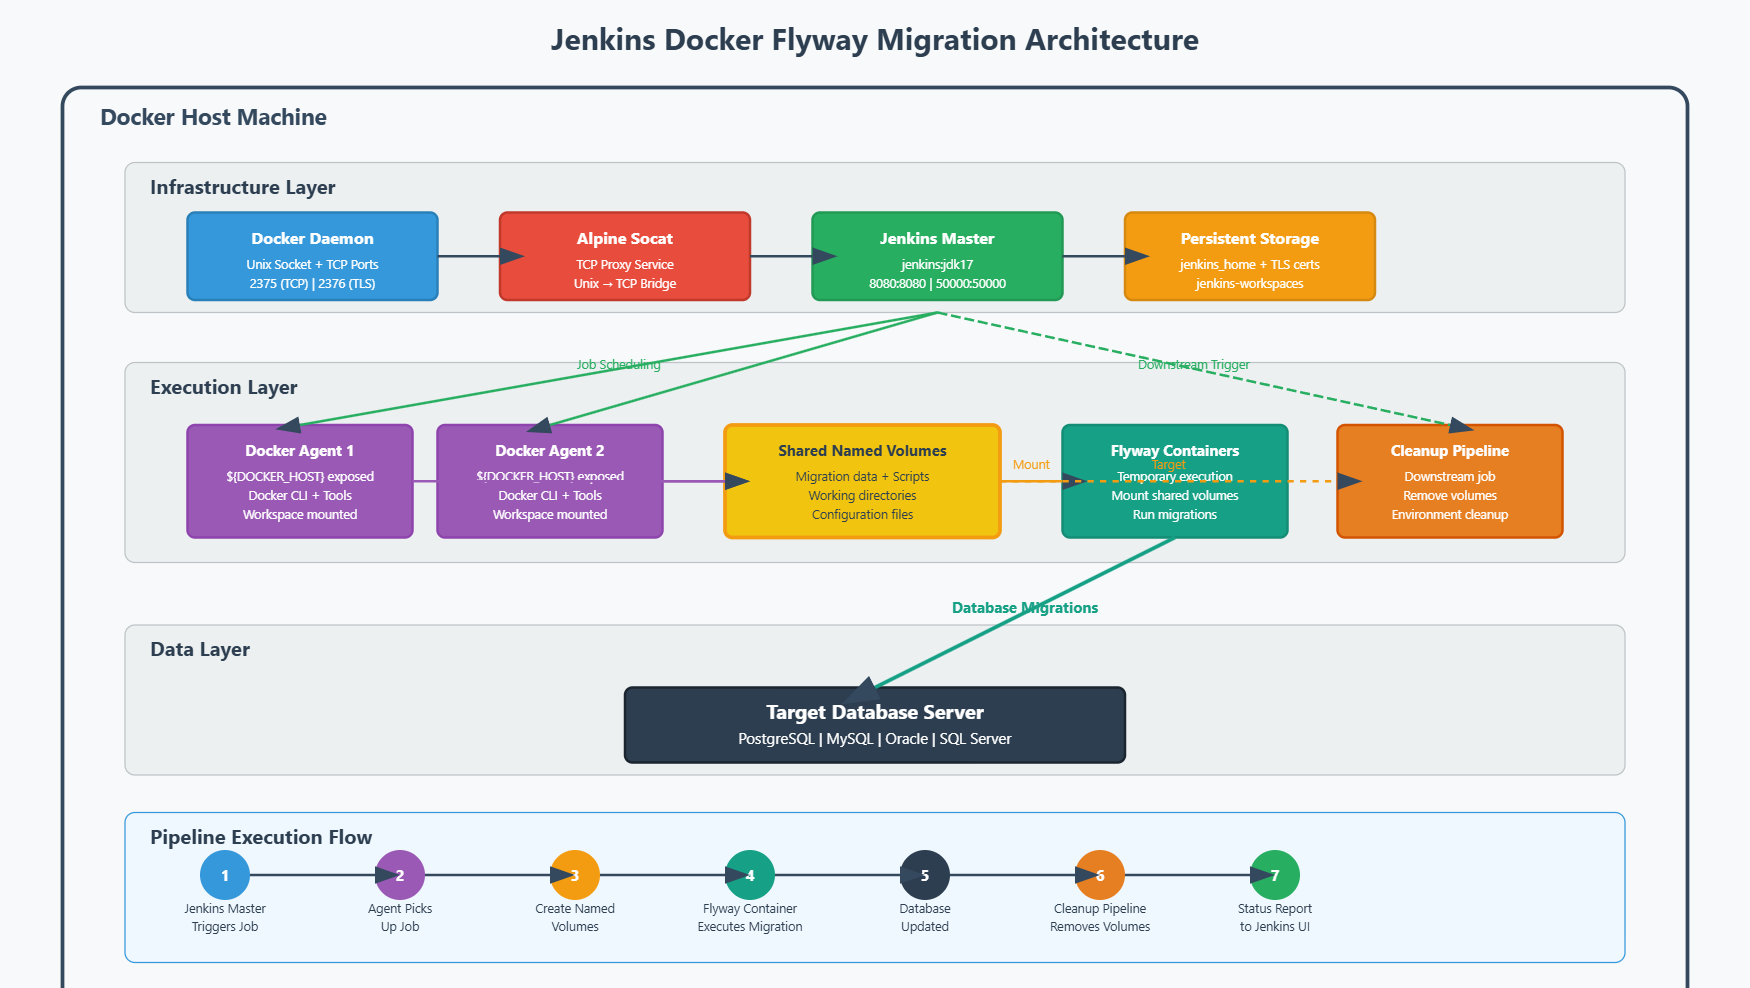 Jenkins Docker Flyway Migration Architecture
Docker Host Machine
Infrastructure Layer
Docker Daemon
Unix Socket + TCP Ports
2375 (TCP) | 2376 (TLS)
Alpine Socat
TCP Proxy Service
Unix → TCP Bridge
Jenkins Master
jenkins:jdk17
8080:8080 | 50000:50000
Persistent Storage
jenkins_home + TLS certs
jenkins-workspaces
Job Scheduling
Downstream Trigger
Execution Layer
Docker Agent 1
${DOCKER_HOST} exposed
Docker CLI + Tools
Workspace mounted
Docker Agent 2
${DOCKER_HOST} exposed
Docker CLI + Tools
Workspace mounted
Shared Named Volumes
Migration data + Scripts
Working directories
Configuration files
Mount
Flyway Containers
Target
Temporary execution
Mount shared volumes
Run migrations
Cleanup Pipeline
Downstream job
Remove volumes
Environment cleanup
Database Migrations
Data Layer
Target Database Server
PostgreSQL | MySQL | Oracle | SQL Server
Pipeline Execution Flow
1
Jenkins Master
Triggers Job
2
Agent Picks
Up Job
3
Create Named
Volumes
4
Flyway Container
Executes Migration
5
Database
Updated
6
Cleanup Pipeline
Removes Volumes
7
Status Report
to Jenkins UI